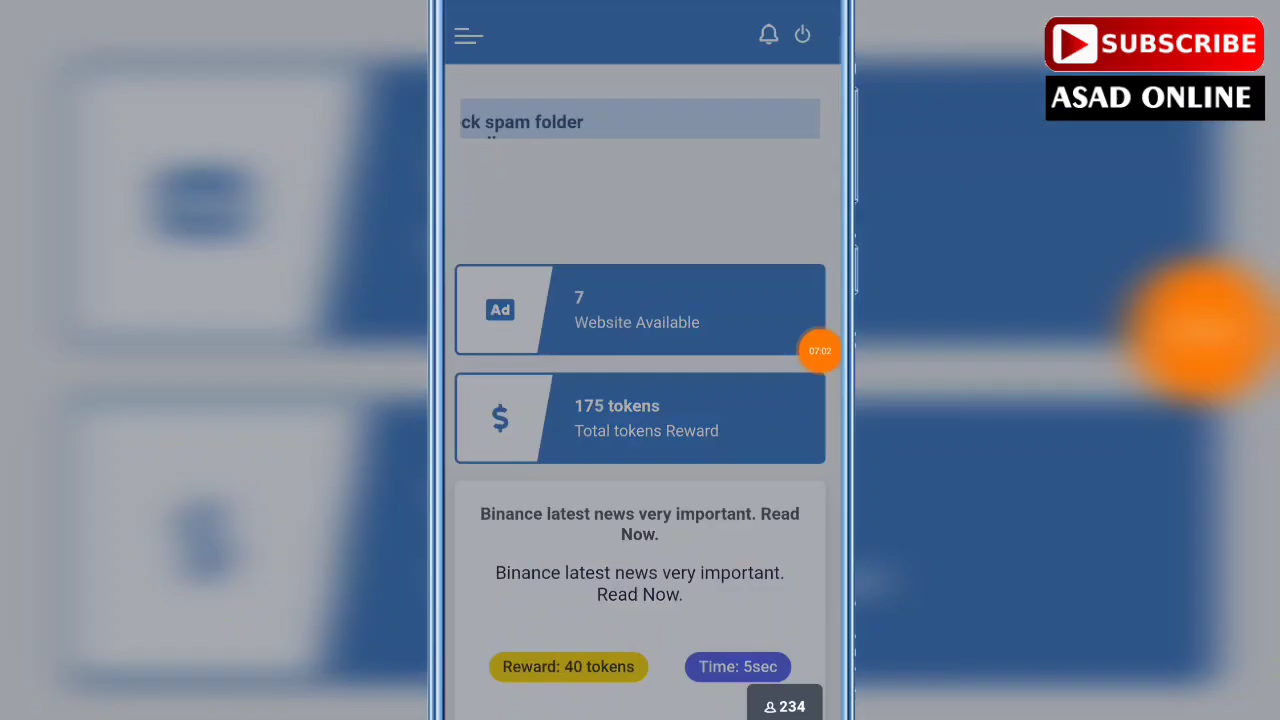 SUBSCRIBE
ASAD ONLINE
ck spam folder
Ad
7
Website Available
07:02
$
175 tokens
Total tokens Reward
Binance latest news very important. Read
Now.
Binance latest news very important.
Read Now.
Reward: 40 tokens
Time: 5sec
234